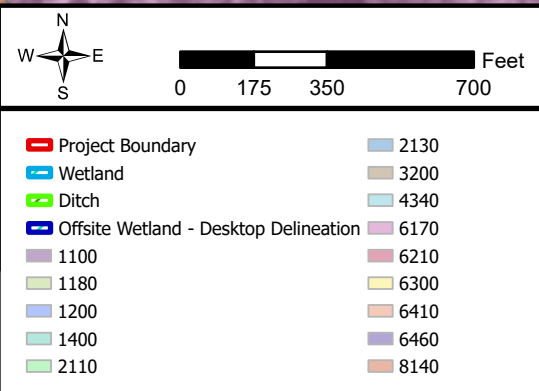 N
W E
S
Feet
0 175 350 700
Project Boundary
Wetland
Ditch
Offsite Wetland - Desktop Delineation
1100
1180
1200
1400
2110
2130
3200
4340
6170
6210
6300
6410
6460
8140